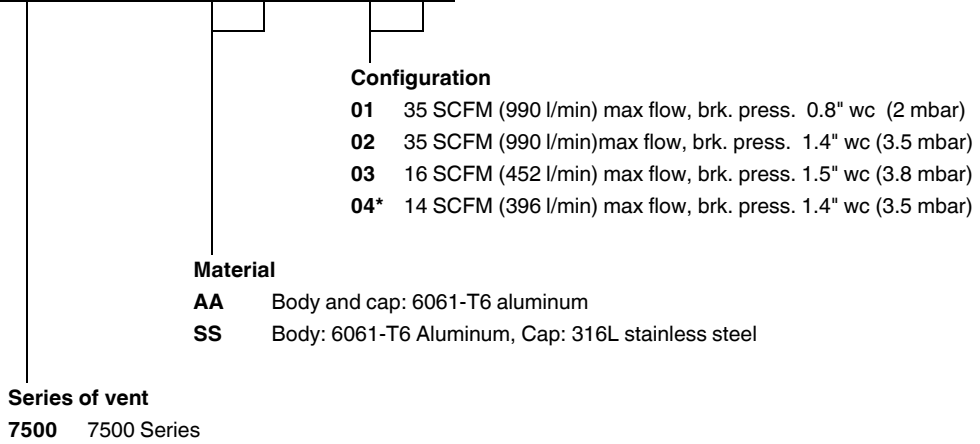 Configuration
01 35 SCFM (990 l/min) max flow, brk. press. 0.8" wc (2 mbar)
02 35 SCFM (990 l/min)max flow, brk. press. 1.4" wc (3.5 mbar)
03 16 SCFM (452 l/min) max flow, brk. press. 1.5" wc (3.8 mbar)
04* 14 SCFM (396 l/min) max flow, brk. press. 1.4" wc (3.5 mbar)
Material
AA Body and cap: 6061-T6 aluminum
SS Body: 6061-T6 Aluminum, Cap: 316L stainless steel
Series of vent
7500 7500 Series